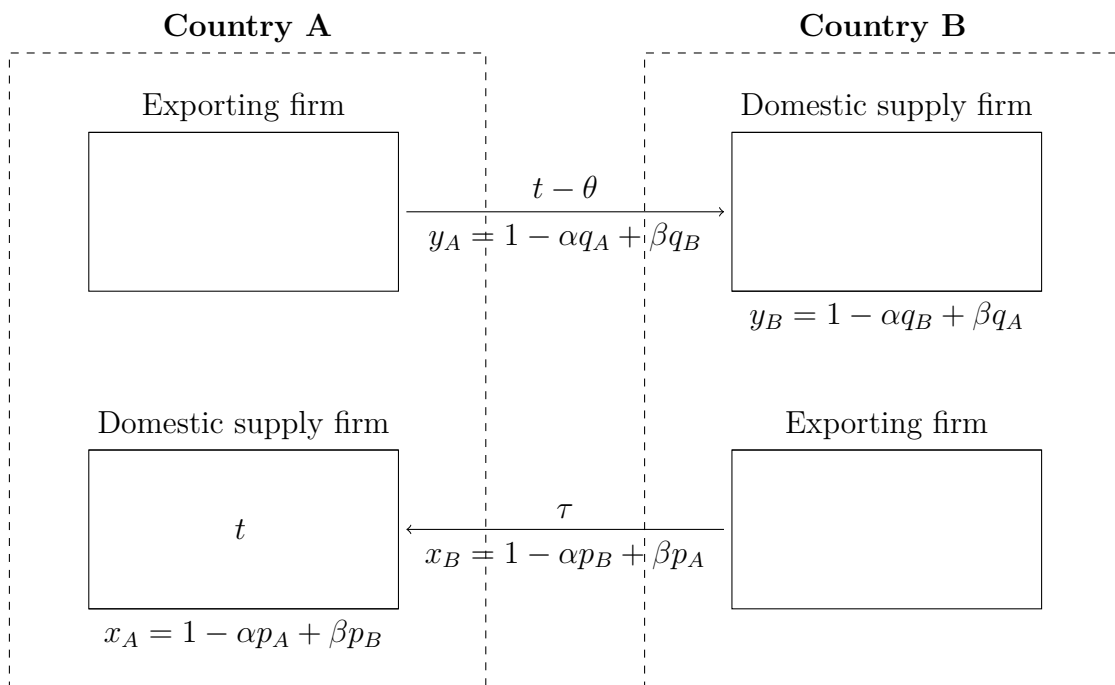 Country A
Country B
Exporting firm
Domestic supply firm
t − θ
y_A = 1 − αq_A + βq_B
y_B = 1 − αq_B + βq_A
Domestic supply firm
Exporting firm
t
τ
x_B = 1 − αp_B + βp_A
x_A = 1 − αp_A + βp_B